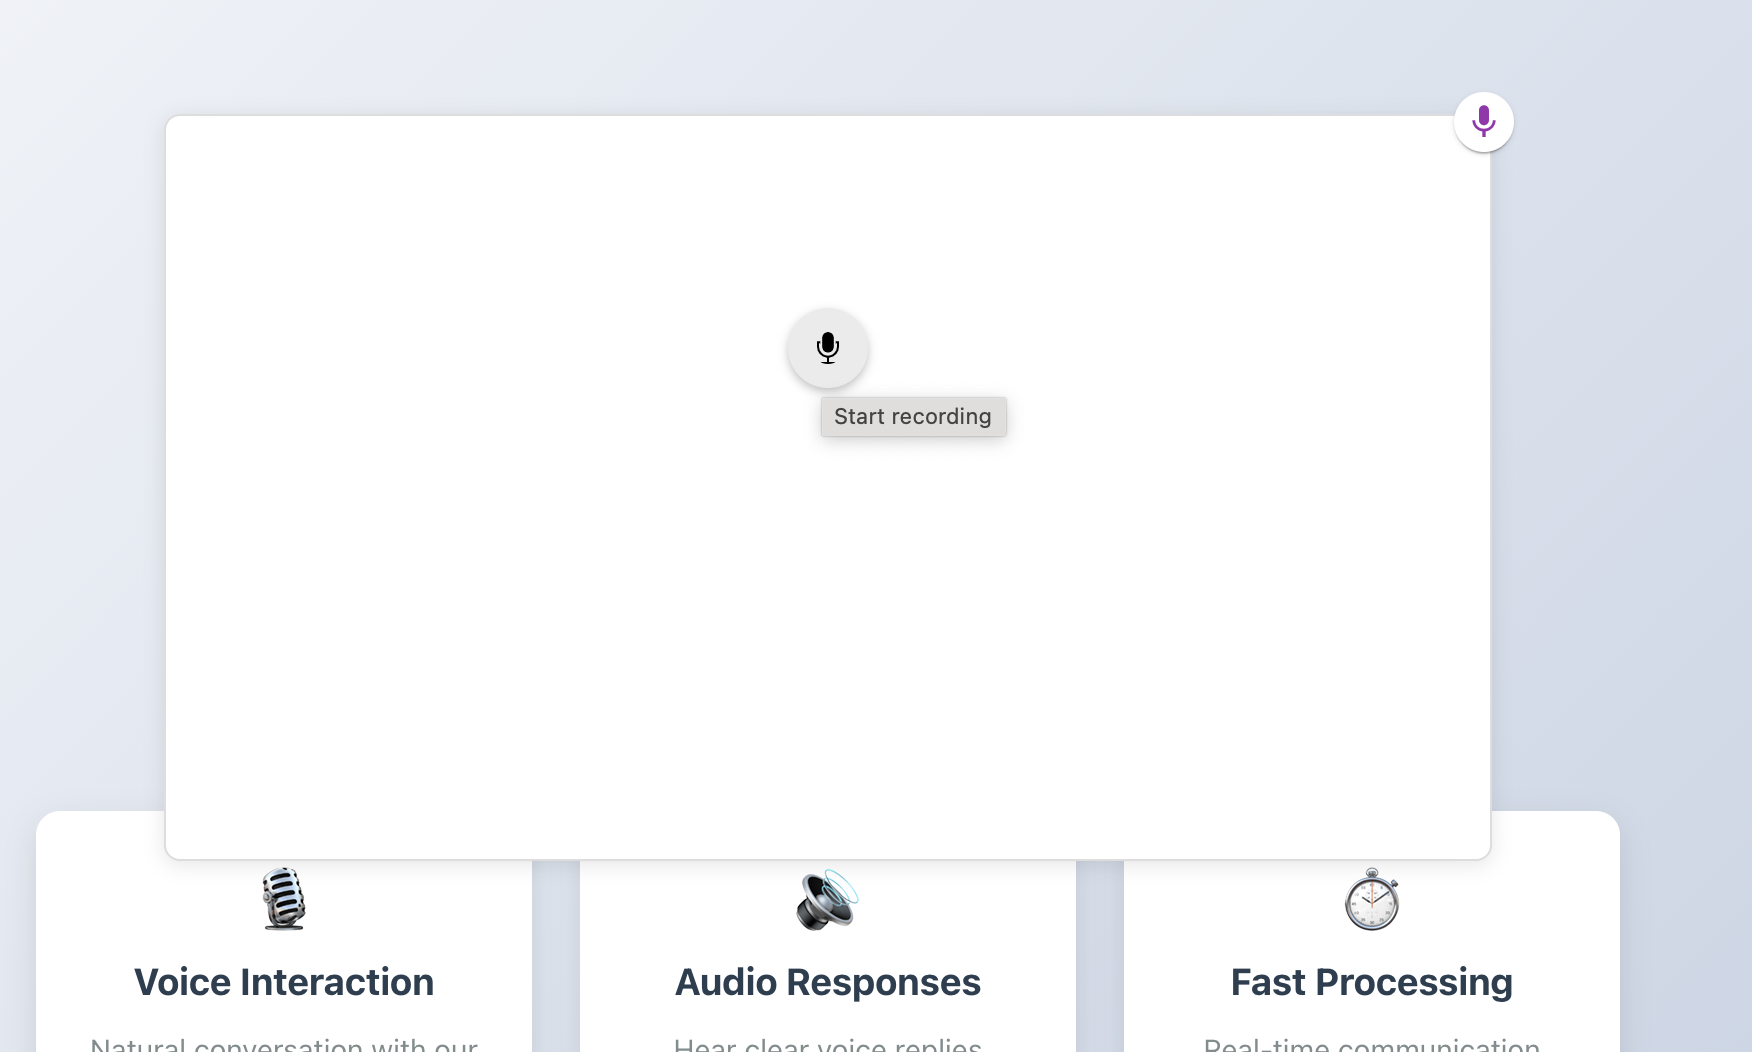 Start recording
Voice Interaction
Audio Responses
Fast Processing
Natural conversation with our
Hear clear voice replies
Real-time communication